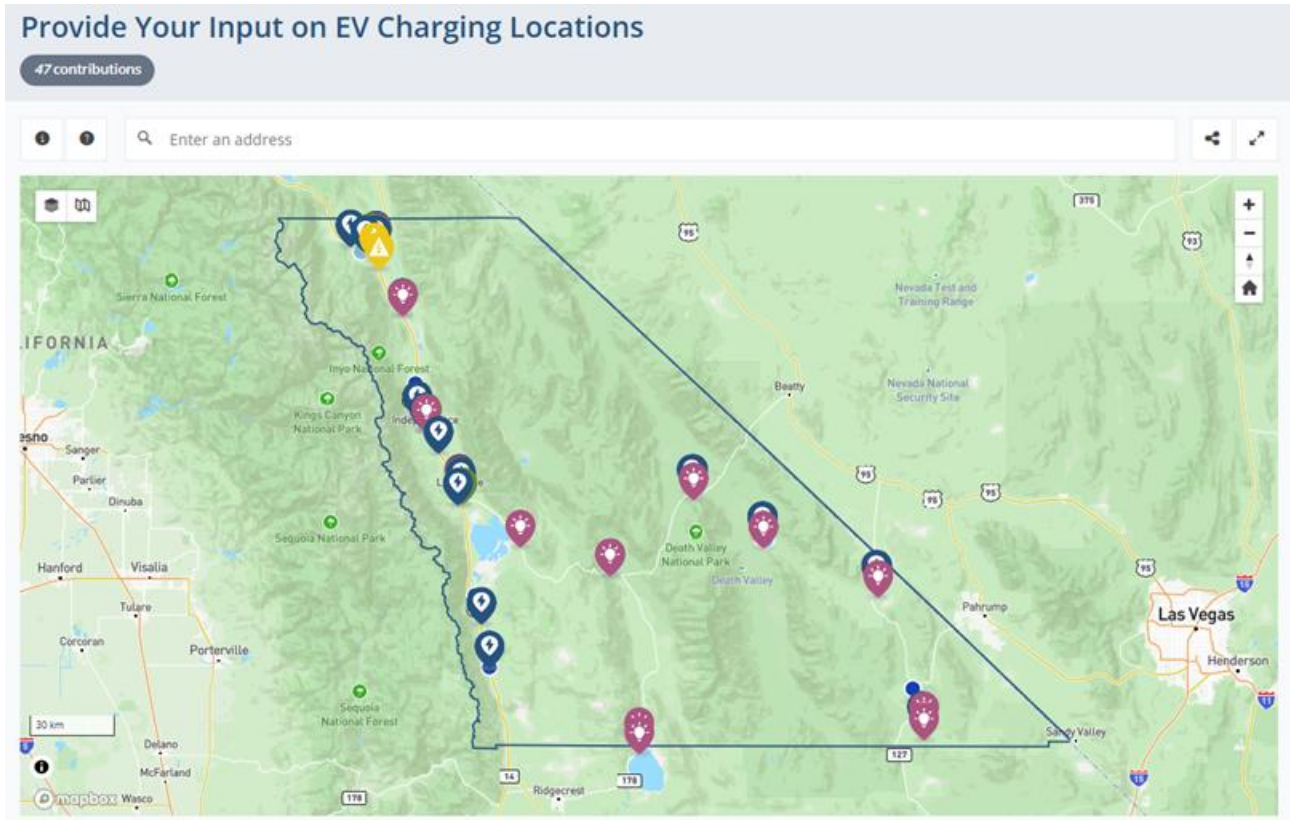 Provide Your Input on EV Charging Locations
47 contributions
Enter an address
375
95
93
Sierra National Forest
Nevada Test and
Training Range
IFORNIA
Inyo National Forest
Beatty
Nevada National
Security Site
Kings Canyon
National Park
esno
Sanger
95
Parlier
95
95
Dinuba
Sequoia National Park
Death Valley
National Park
Hanford
Visalia
Death Valley
95
15
Tulare
Pahrump
Las Vegas
Corcoran
Porterville
Henderson
Sequoia
National Forest
11
30 km
Delano
Sandy Valley
5
127
McFarland
14
178
15
Ridgecrest
mapbox
Wasco
178